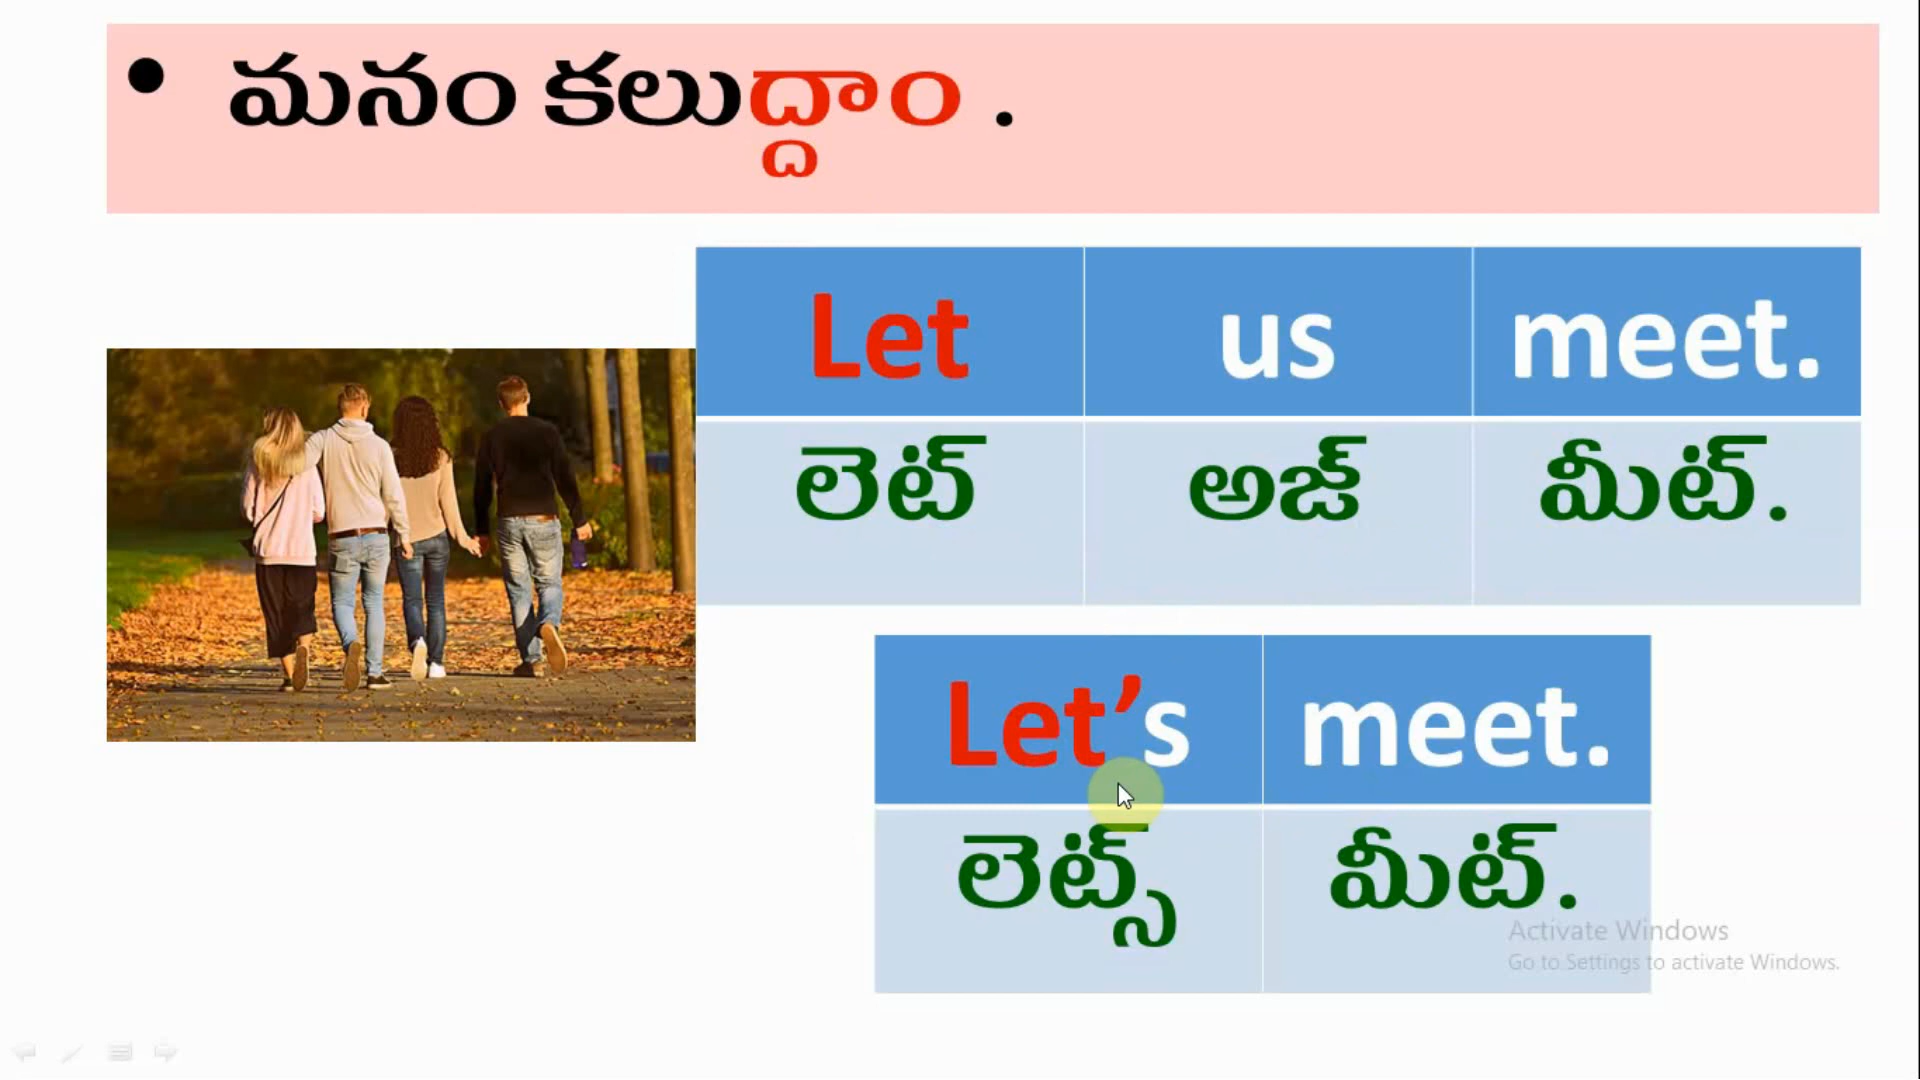 • మనం కలుద్దాం .
Let us meet.
లెట్ అజ్ మీట్.
Let’s meet.
లెట్స్ మీట్.
Activate Windows
Go to Settings to activate Windows.